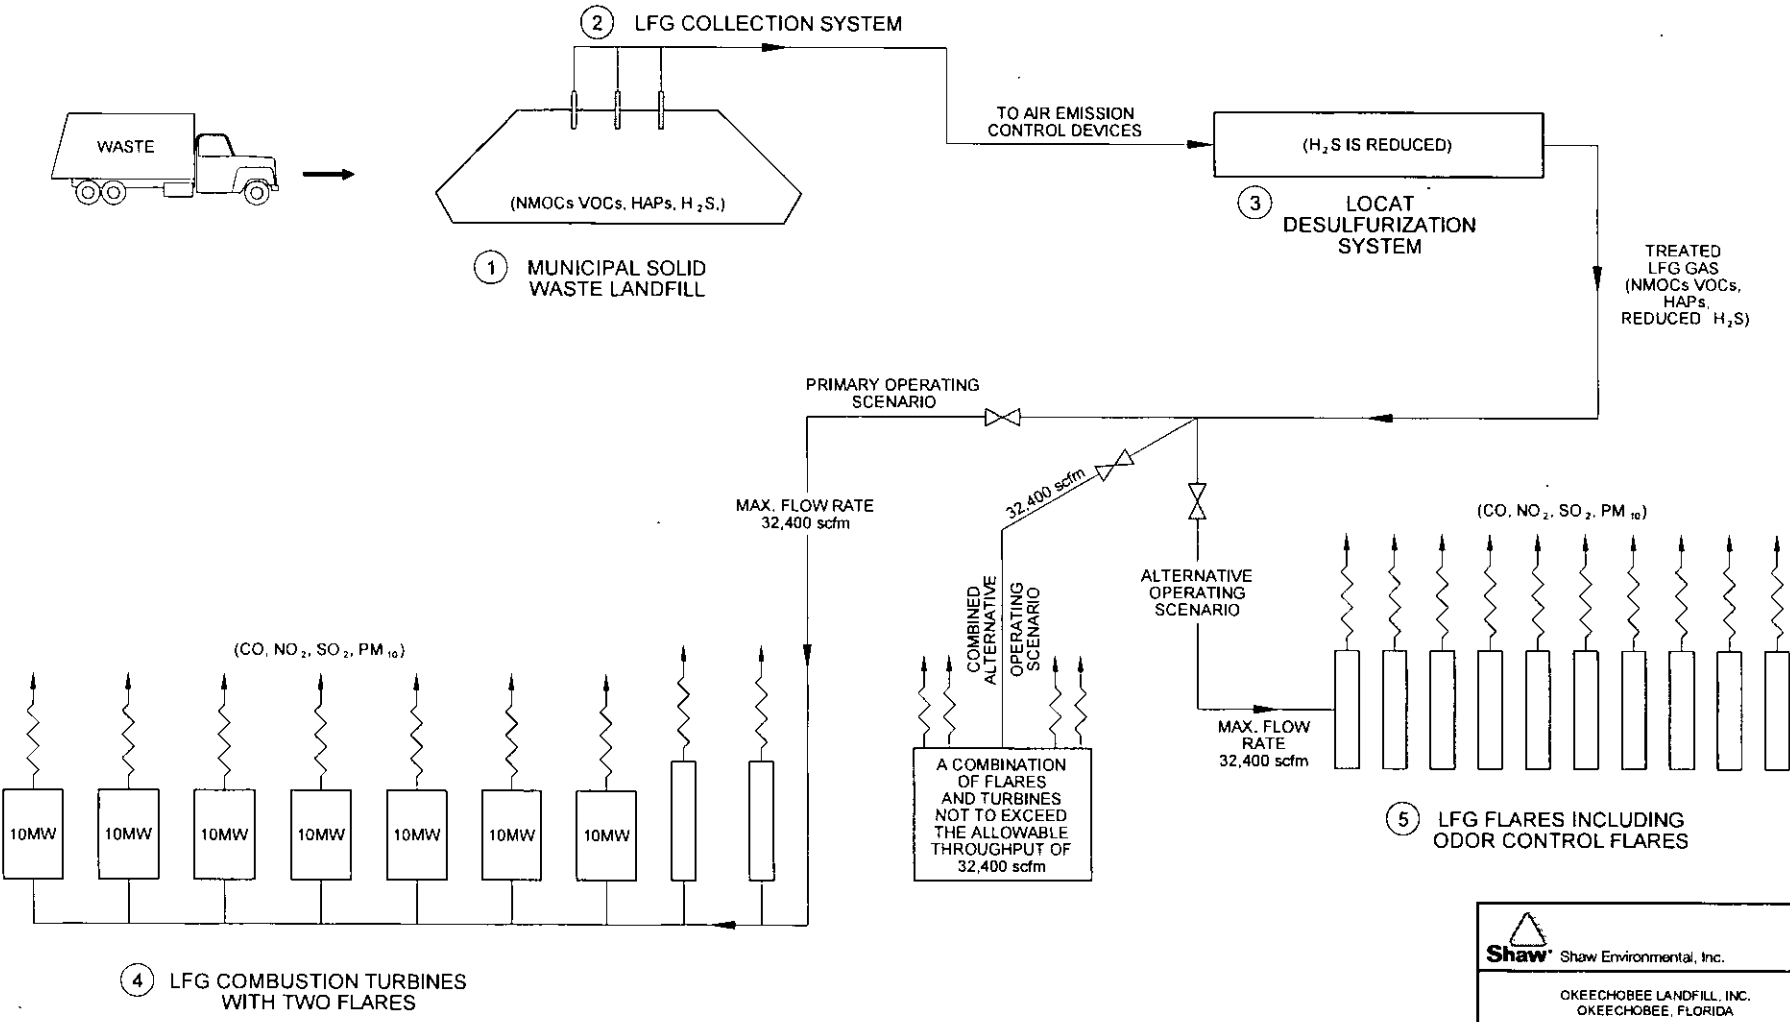 2 LFG COLLECTION SYSTEM
WASTE
(NMOCs VOCs, HAPs, H₂S,)
1 MUNICIPAL SOLID
WASTE LANDFILL
TO AIR EMISSION
CONTROL DEVICES
(H₂S IS REDUCED)
3 LOCAT
DESULFURIZATION
SYSTEM
TREATED
LFG GAS
(NMOCs VOCs,
HAPs,
REDUCED H₂S)
PRIMARY OPERATING
SCENARIO
MAX. FLOW RATE
32,400 scfm
32,400 scfm
COMBINED
ALTERNATIVE
OPERATING
SCENARIO
ALTERNATIVE
OPERATING
SCENARIO
(CO, NO₂, SO₂, PM₁₀)
MAX. FLOW
RATE
32,400 scfm
(CO, NO₂, SO₂, PM₁₀)
10MW 10MW 10MW 10MW 10MW 10MW 10MW
A COMBINATION
OF FLARES
AND TURBINES
NOT TO EXCEED
THE ALLOWABLE
THROUGHPUT OF
32,400 scfm
5 LFG FLARES INCLUDING
ODOR CONTROL FLARES
4 LFG COMBUSTION TURBINES
WITH TWO FLARES
Shaw Shaw Environmental, Inc.
OKEECHOBEE LANDFILL, INC.
OKEECHOBEE, FLORIDA